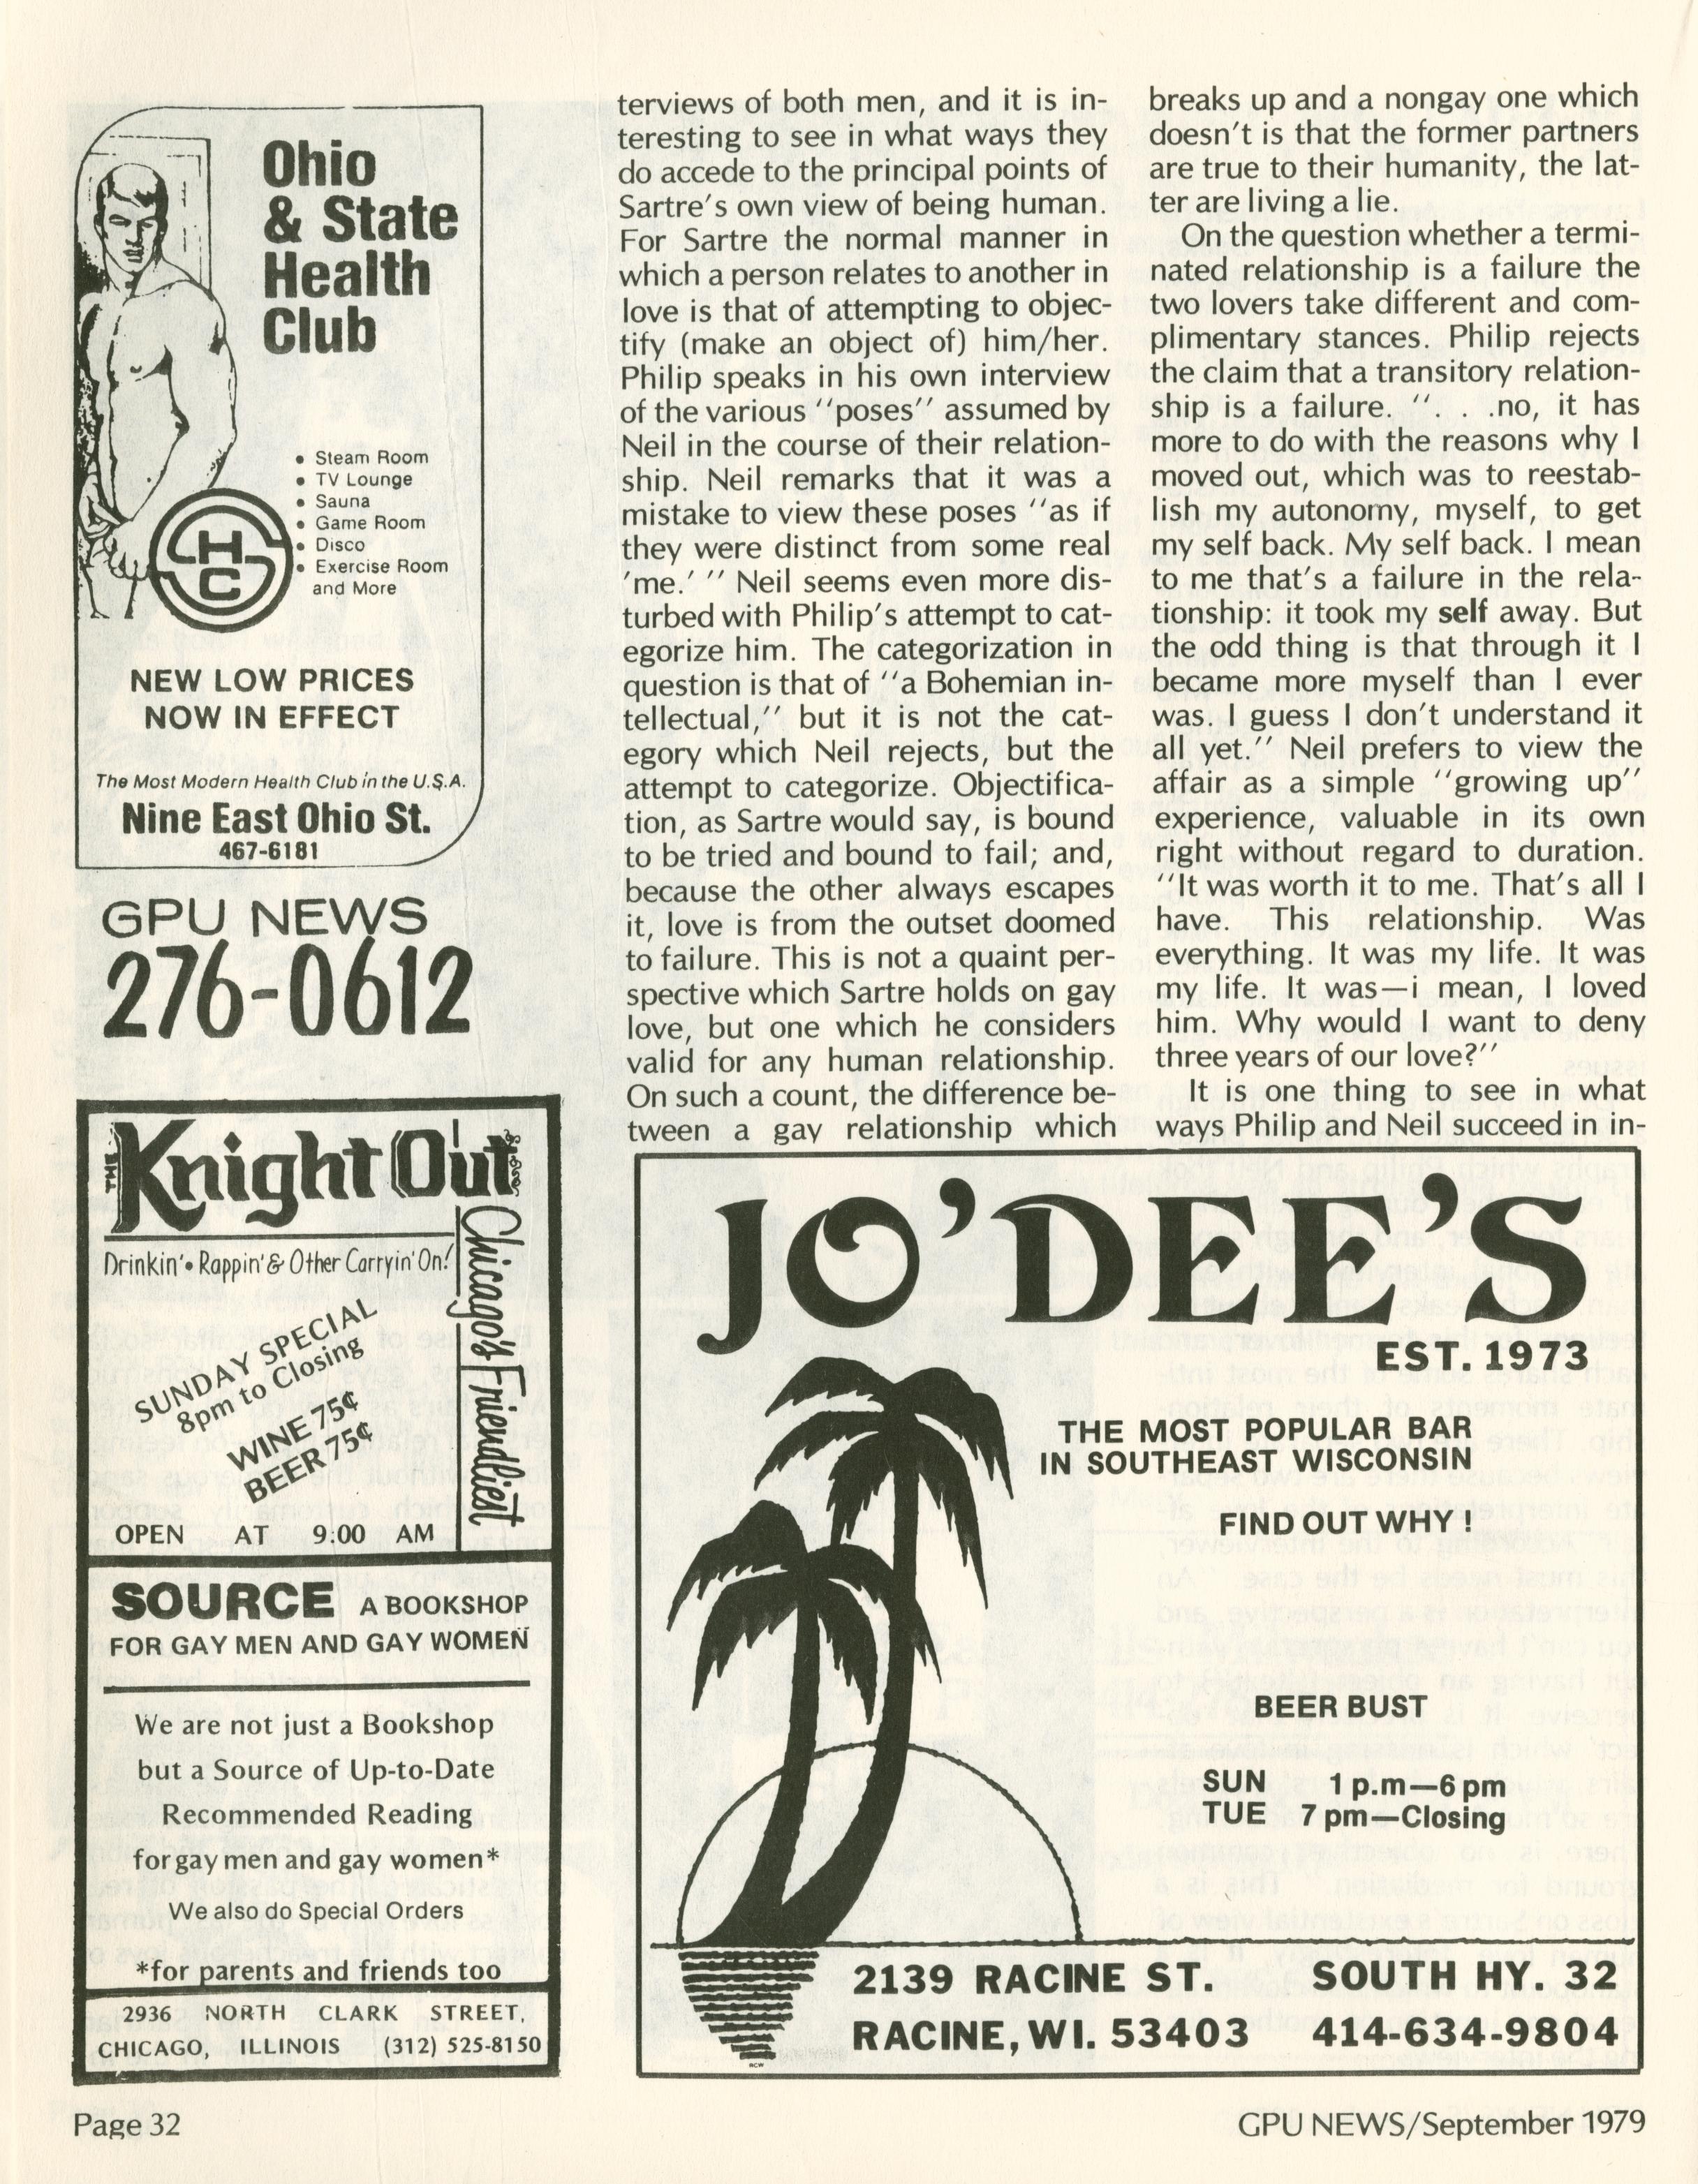 Ohio
& State
Health
Club
• Steam Room
• TV Lounge
• Sauna
• Game Room
• Disco
• Exercise Room
and More
HSC
NEW LOW PRICES
NOW IN EFFECT
The Most Modern Health Club in the U.S.A.
Nine East Ohio St.
467-6181
GPU NEWS
276-0612
THE Knight Out
Drinkin' • Rappin' & Other Carryin' On!
Chicago's Friendliest
SUNDAY SPECIAL
8pm to Closing
WINE 75¢
BEER 75¢
OPEN AT 9:00 AM
SOURCE A BOOKSHOP
FOR GAY MEN AND GAY WOMEN
We are not just a Bookshop
but a Source of Up-to-Date
Recommended Reading
for gay men and gay women*
We also do Special Orders
*for parents and friends too
2936 NORTH CLARK STREET,
CHICAGO, ILLINOIS (312) 525-8150
terviews of both men, and it is in-
teresting to see in what ways they
do accede to the principal points of
Sartre's own view of being human.
For Sartre the normal manner in
which a person relates to another in
love is that of attempting to objec-
tify (make an object of) him/her.
Philip speaks in his own interview
of the various ''poses'' assumed by
Neil in the course of their relation-
ship. Neil remarks that it was a
mistake to view these poses ''as if
they were distinct from some real
'me.' '' Neil seems even more dis-
turbed with Philip's attempt to cat-
egorize him. The categorization in
question is that of ''a Bohemian in-
tellectual,'' but it is not the cat-
egory which Neil rejects, but the
attempt to categorize. Objectifica-
tion, as Sartre would say, is bound
to be tried and bound to fail; and,
because the other always escapes
it, love is from the outset doomed
to failure. This is not a quaint per-
spective which Sartre holds on gay
love, but one which he considers
valid for any human relationship.
On such a count, the difference be-
tween a gay relationship which
breaks up and a nongay one which
doesn't is that the former partners
are true to their humanity, the lat-
ter are living a lie.
On the question whether a termi-
nated relationship is a failure the
two lovers take different and com-
plimentary stances. Philip rejects
the claim that a transitory relation-
ship is a failure. ''. . .no, it has
more to do with the reasons why I
moved out, which was to reestab-
lish my autonomy, myself, to get
my self back. My self back. I mean
to me that's a failure in the rela-
tionship: it took my self away. But
the odd thing is that through it I
became more myself than I ever
was. I guess I don't understand it
all yet.'' Neil prefers to view the
affair as a simple ''growing up''
experience, valuable in its own
right without regard to duration.
''It was worth it to me. That's all I
have. This relationship. Was
everything. It was my life. It was
my life. It was—i mean, I loved
him. Why would I want to deny
three years of our love?''
It is one thing to see in what
ways Philip and Neil succeed in in-
JO'DEE'S
EST. 1973
THE MOST POPULAR BAR
IN SOUTHEAST WISCONSIN
FIND OUT WHY!
BEER BUST
SUN 1 p.m—6 pm
TUE 7 pm—Closing
2139 RACINE ST. SOUTH HY. 32
RACINE, WI. 53403 414-634-9804
RCW
Page 32
GPU NEWS/September 1979